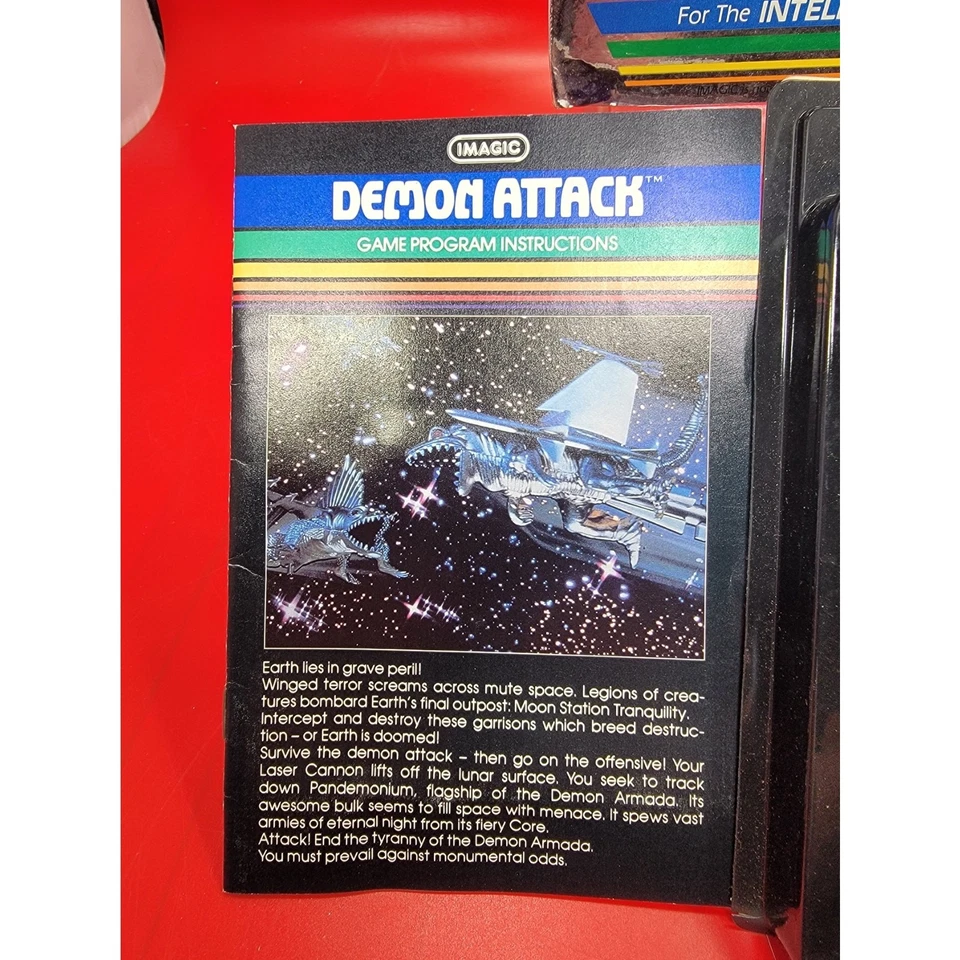 For The INTELL
IMAGIC is
IMAGIC
DEMON ATTACK™
GAME PROGRAM INSTRUCTIONS
Earth lies in grave peril!
Winged terror screams across mute space. Legions of crea-
tures bombard Earth's final outpost: Moon Station Tranquility.
Intercept and destroy these garrisons which breed destruc-
tion – or Earth is doomed!
Survive the demon attack – then go on the offensive! Your
Laser Cannon lifts off the lunar surface. You seek to track
down Pandemonium, flagship of the Demon Armada. Its
awesome bulk seems to fill space with menace. It spews vast
armies of eternal night from its fiery Core.
Attack! End the tyranny of the Demon Armada.
You must prevail against monumental odds.